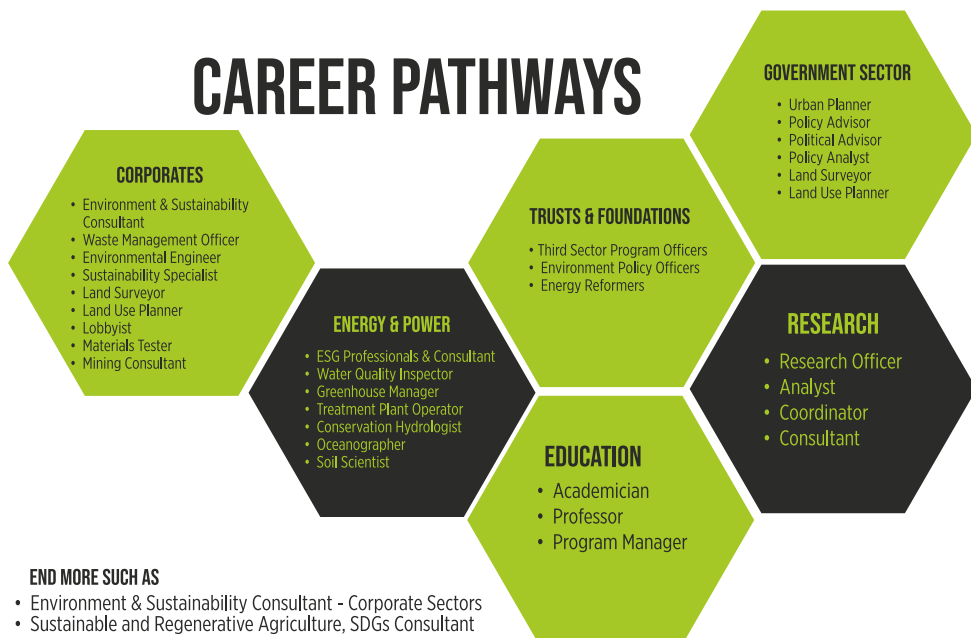 CAREER PATHWAYS
CORPORATES
• Environment & Sustainability
Consultant
• Waste Management Officer
• Environmental Engineer
• Sustainability Specialist
• Land Surveyor
• Land Use Planner
• Lobbyist
• Materials Tester
• Mining Consultant
ENERGY & POWER
• ESG Professionals & Consultant
• Water Quality Inspector
• Greenhouse Manager
• Treatment Plant Operator
• Conservation Hydrologist
• Oceanographer
• Soil Scientist
TRUSTS & FOUNDATIONS
• Third Sector Program Officers
• Environment Policy Officers
• Energy Reformers
EDUCATION
• Academician
• Professor
• Program Manager
GOVERNMENT SECTOR
• Urban Planner
• Policy Advisor
• Political Advisor
• Policy Analyst
• Land Surveyor
• Land Use Planner
RESEARCH
• Research Officer
• Analyst
• Coordinator
• Consultant
END MORE SUCH AS
• Environment & Sustainability Consultant - Corporate Sectors
• Sustainable and Regenerative Agriculture, SDGs Consultant